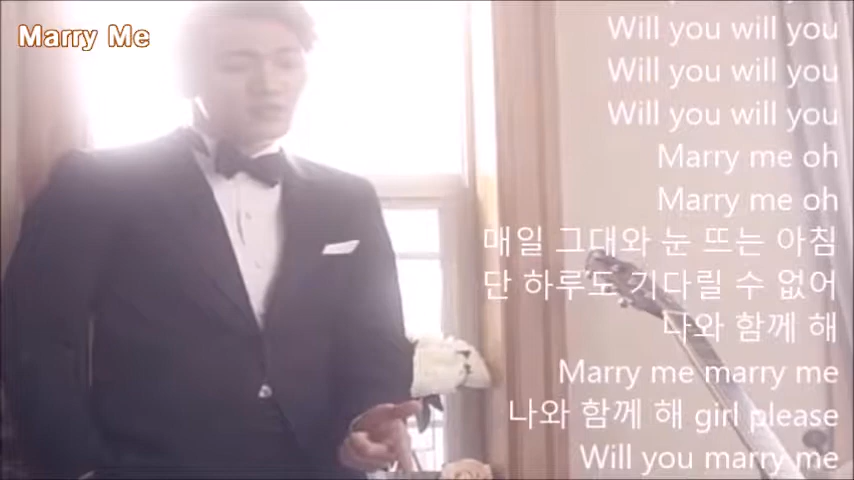 Marry Me
Will you will you
Will you will you
Will you will you
Marry me oh
Marry me oh
매일 그대와 눈 뜨는 아침
단 하루도 기다릴 수 없어
나와 함께 해
Marry me marry me
나와 함께 해 girl please
Will you marry me